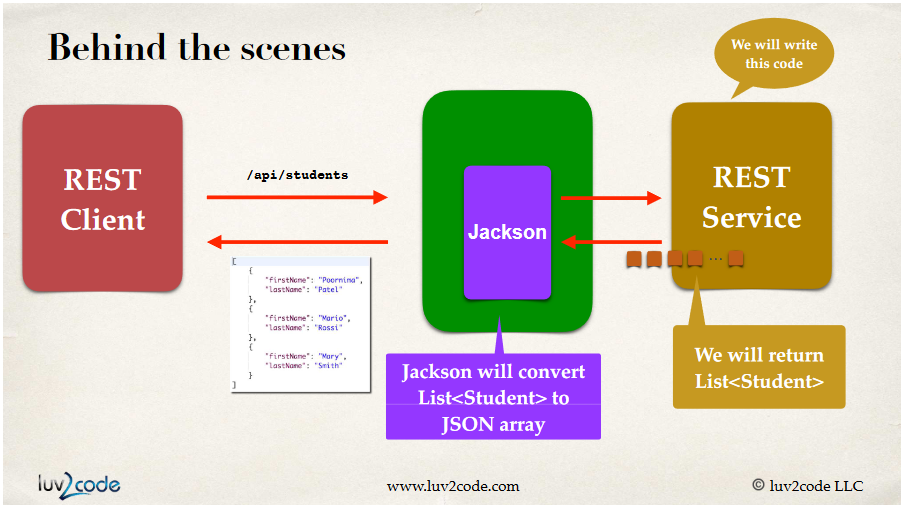 Behind the scenes
We will write
this code
REST
Client
/api/students
Jackson
REST
Service
...
[
{
"firstName": "Poornima",
"lastName": "Patel"
},
{
"firstName": "Mario",
"lastName": "Rossi"
},
{
"firstName": "Mary",
"lastName": "Smith"
}
]
Jackson will convert
List<Student> to
JSON array
We will return
List<Student>
luv2code
www.luv2code.com
© luv2code LLC